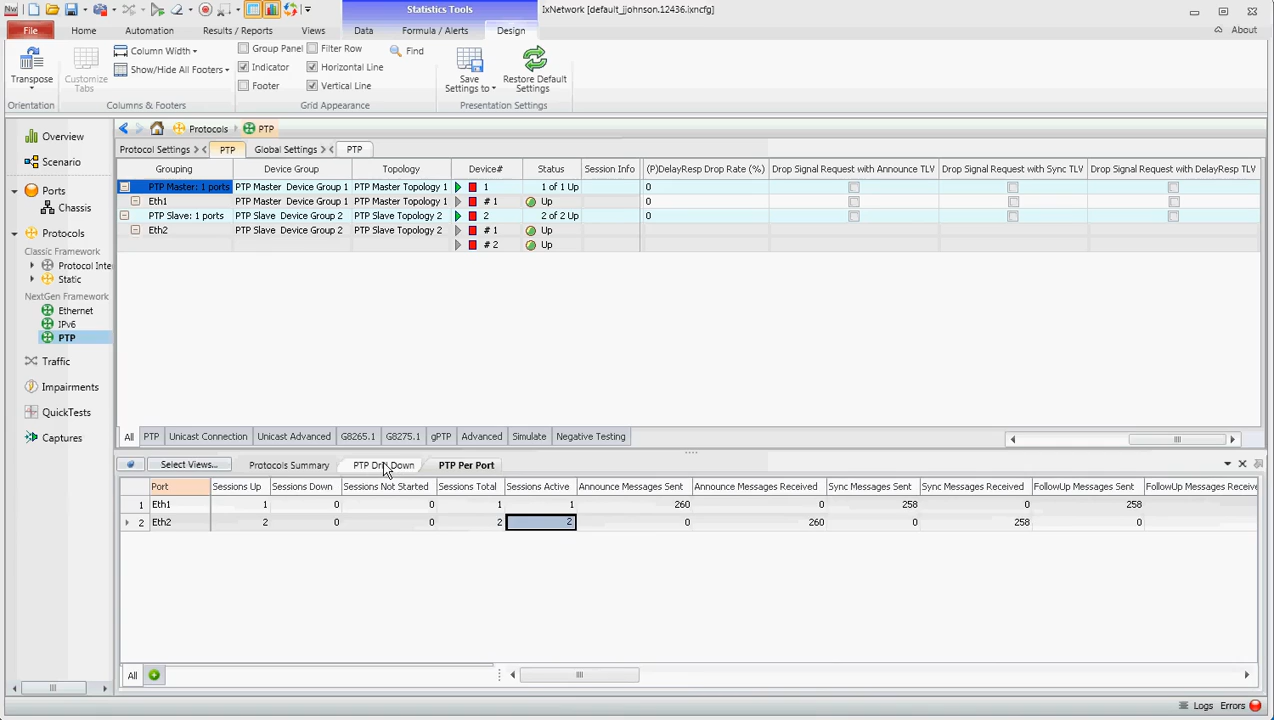 Statistics Tools
IxNetwork [default_jjohnson.12436.ixncfg]
File Home Automation Results / Reports Views Data Formula / Alerts Design About
Transpose
Customize Tabs
Column Width
Show/Hide All Footers
Group Panel Filter Row Find
Indicator Horizontal Line
Footer Vertical Line
Save Settings to
Restore Default Settings
Orientation Columns & Footers Grid Appearance Presentation Settings
Overview
Scenario
Ports
Chassis
Protocols
Classic Framework
Protocol Inte
Static
NextGen Framework
Ethernet
IPv6
PTP
Traffic
Impairments
QuickTests
Captures
Protocols PTP
Protocol Settings PTP Global Settings PTP
Grouping Device Group Topology Device# Status Session Info (P)DelayResp Drop Rate (%) Drop Signal Request with Announce TLV Drop Signal Request with Sync TLV Drop Signal Request with DelayResp TLV
PTP Master: 1 ports PTP Master Device Group 1 PTP Master Topology 1 1 1 of 1 Up 0
Eth1 PTP Master Device Group 1 PTP Master Topology 1 # 1 Up 0
PTP Slave: 1 ports PTP Slave Device Group 2 PTP Slave Topology 2 2 2 of 2 Up 0
Eth2 PTP Slave Device Group 2 PTP Slave Topology 2 # 1 Up
# 2 Up
All PTP Unicast Connection Unicast Advanced G8265.1 G8275.1 gPTP Advanced Simulate Negative Testing
Select Views... Protocols Summary PTP Dri Down PTP Per Port
Port Sessions Up Sessions Down Sessions Not Started Sessions Total Sessions Active Announce Messages Sent Announce Messages Received Sync Messages Sent Sync Messages Received FollowUp Messages Sent FollowUp Messages Receive
1 Eth1 1 0 0 1 1 260 0 258 0 258
2 Eth2 2 0 0 2 2 0 260 0 258 0
All
Logs Errors